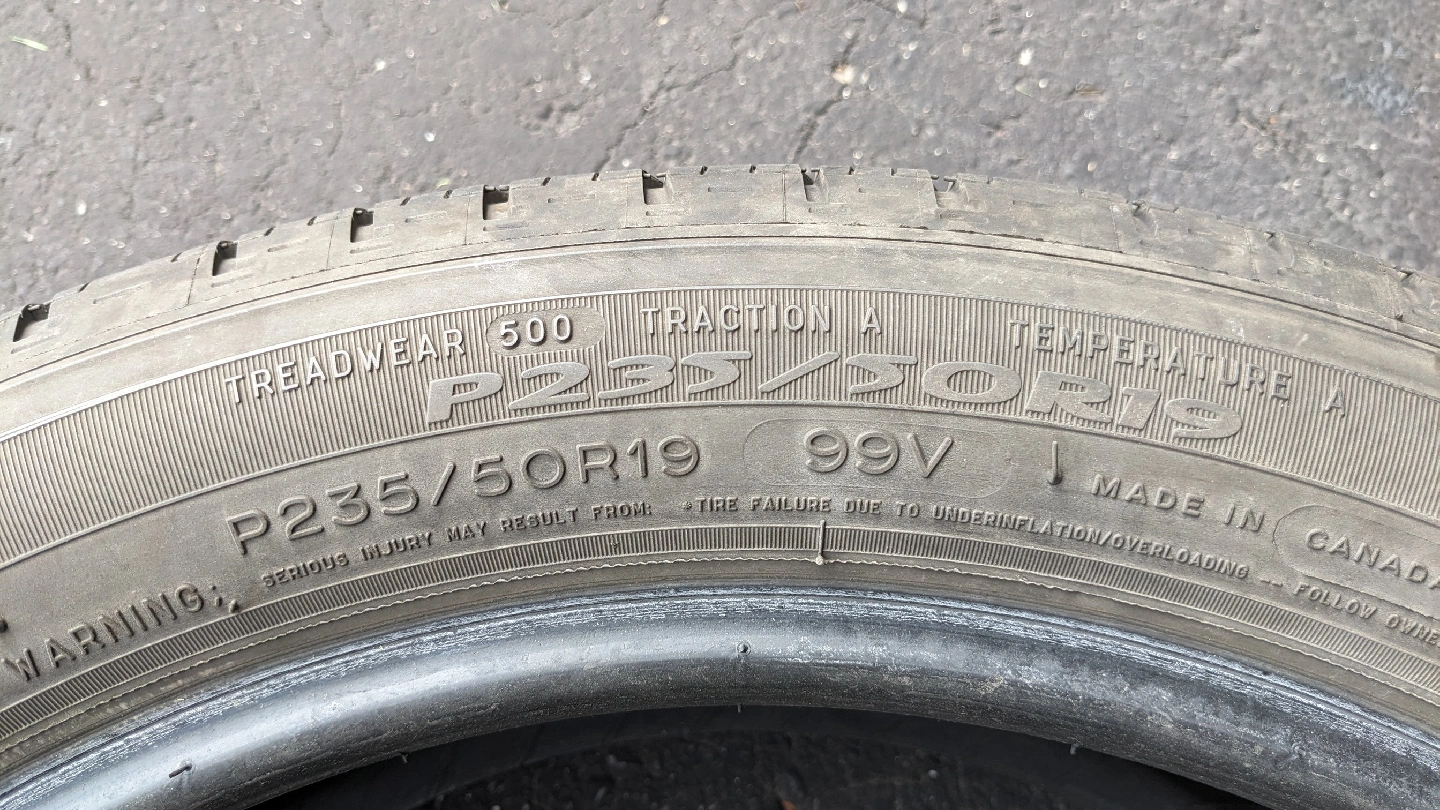 TREADWEAR 500 TRACTION A TEMPERATURE A
P235/50R19
P235/50R19 99V MADE IN CANADA
WARNING: SERIOUS INJURY MAY RESULT FROM: *TIRE FAILURE DUE TO UNDERINFLATION/OVERLOADING -- FOLLOW